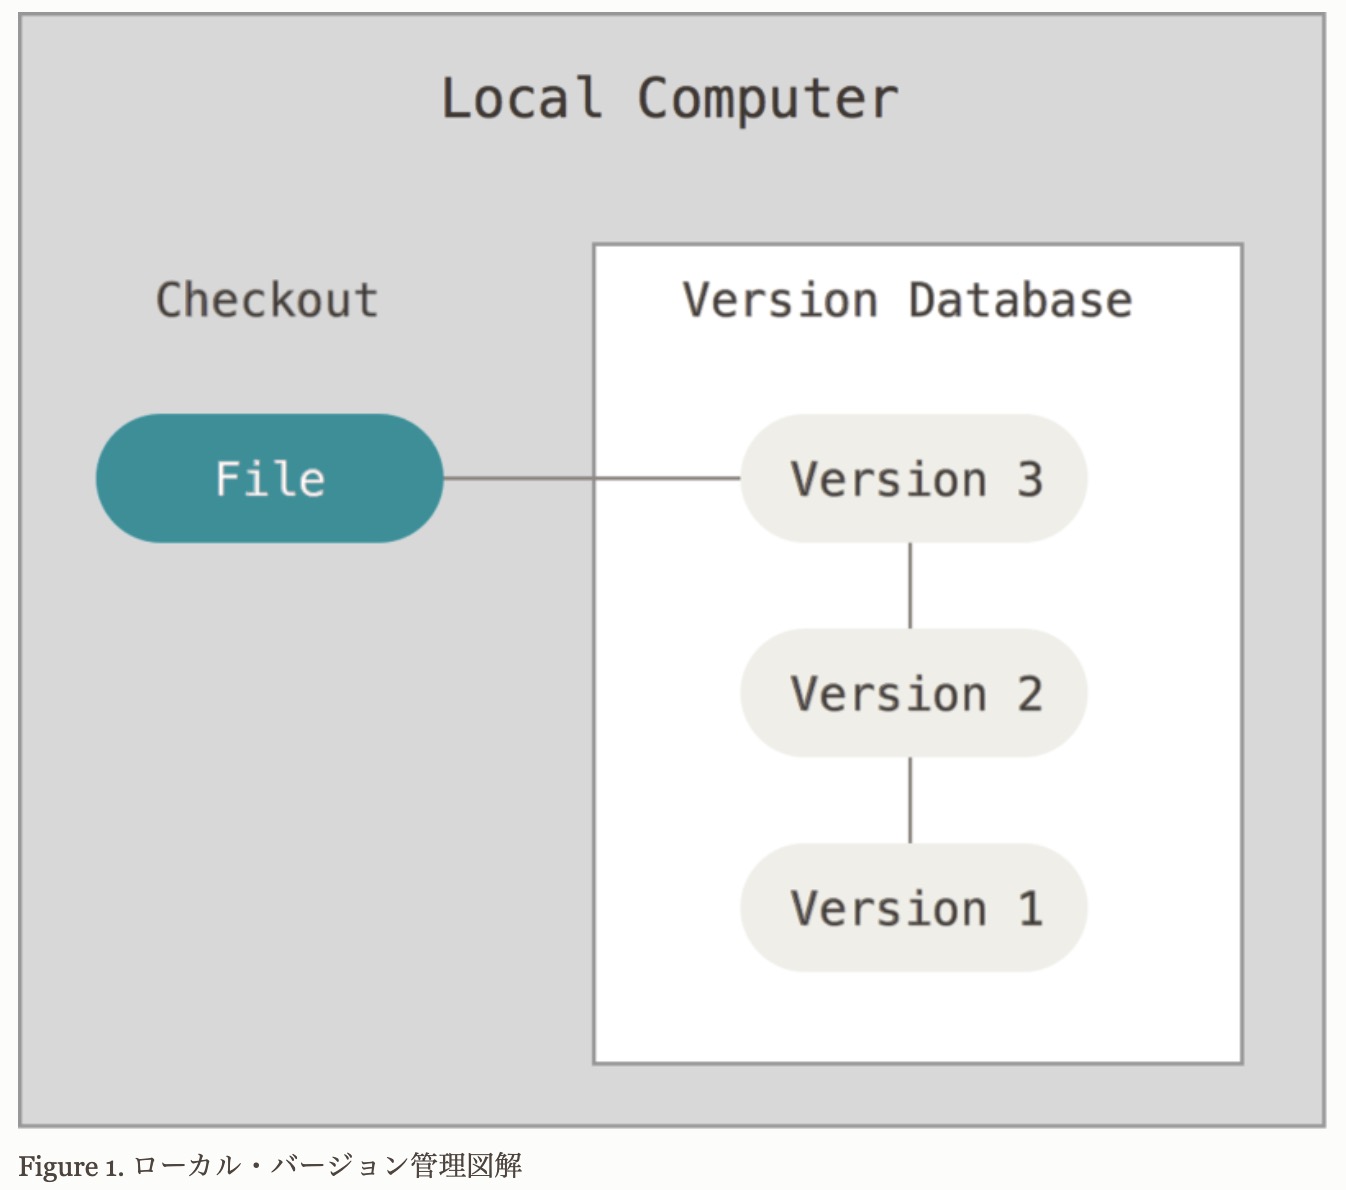 Local Computer
Checkout
Version Database
File
Version 3
Version 2
Version 1
Figure 1. ローカル・バージョン管理図解